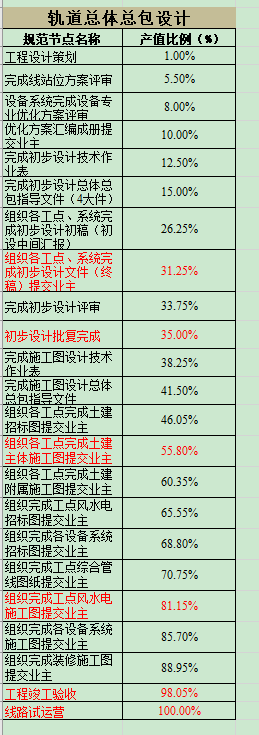 轨道总体总包设计
规范节点名称 产值比例（%）
工程设计策划 1.00%
完成线站位方案评审 5.50%
设备系统完成设备专
业优化方案评审 8.00%
优化方案汇编成册提
交业主 10.00%
完成初步设计技术作
业表 12.50%
完成初步设计总体总
包指导文件（4大件） 15.00%
组织各工点、系统完
成初步设计初稿（初
设中间汇报） 26.25%
组织各工点、系统完
成初步设计文件（终
稿）提交业主 31.25%
完成初步设计评审 33.75%
初步设计批复完成 35.00%
完成施工图设计技术
作业表 38.25%
完成施工图设计总体
总包指导文件 41.50%
组织各工点完成土建
招标图提交业主 46.05%
组织各工点完成土建
主体施工图提交业主 55.80%
组织各工点完成土建
附属施工图提交业主 60.35%
组织完成工点风水电
招标图提交业主 65.55%
组织完成各设备系统
招标图提交业主 68.80%
组织完成工点综合管
线图纸提交业主 70.75%
组织完成工点风水电
施工图提交业主 81.15%
组织完成各设备系统
施工图提交业主 85.70%
组织完成装修施工图
提交业主 88.95%
工程竣工验收 98.05%
线路试运营 100.00%